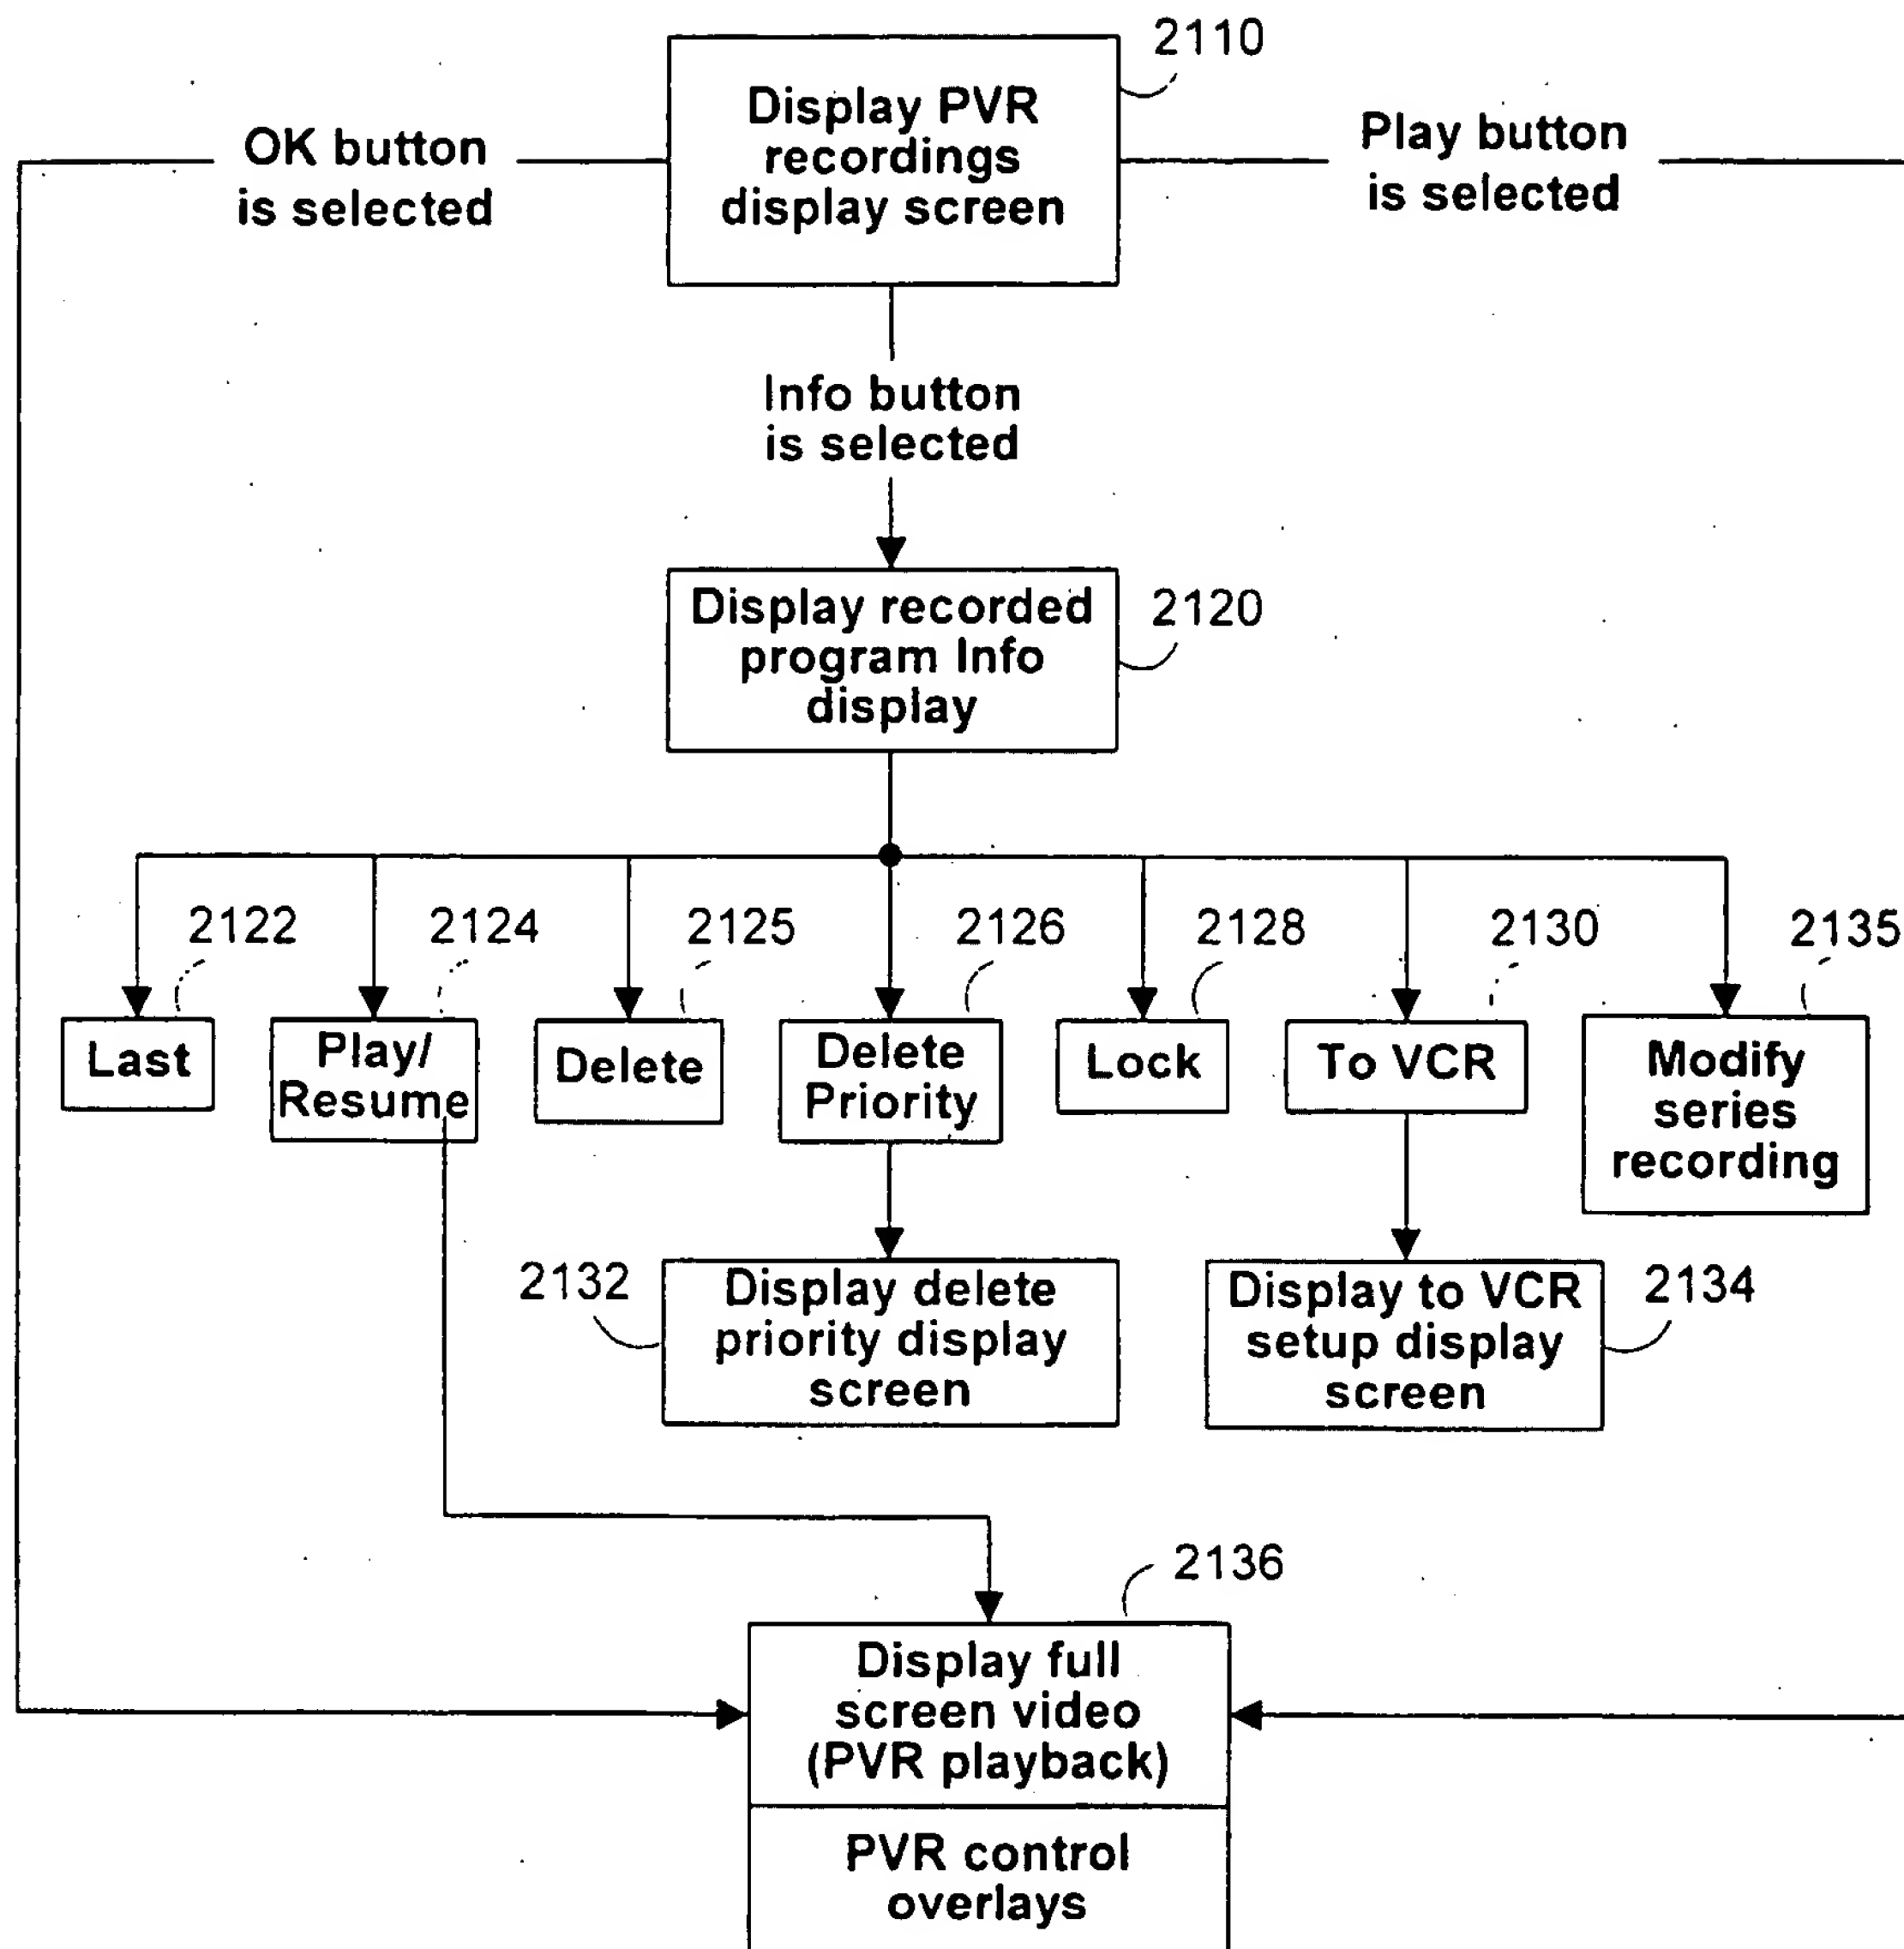 2110
Display PVR
recordings
display screen
OK button
is selected
Play button
is selected
Info button
is selected
Display recorded
program Info
display
2120
2122
2124
2125
2126
2128
2130
2135
Last
Play/
Resume
Delete
Delete
Priority
Lock
To VCR
Modify
series
recording
2132
Display delete
priority display
screen
Display to VCR
setup display
screen
2134
2136
Display full
screen video
(PVR playback)
PVR control
overlays